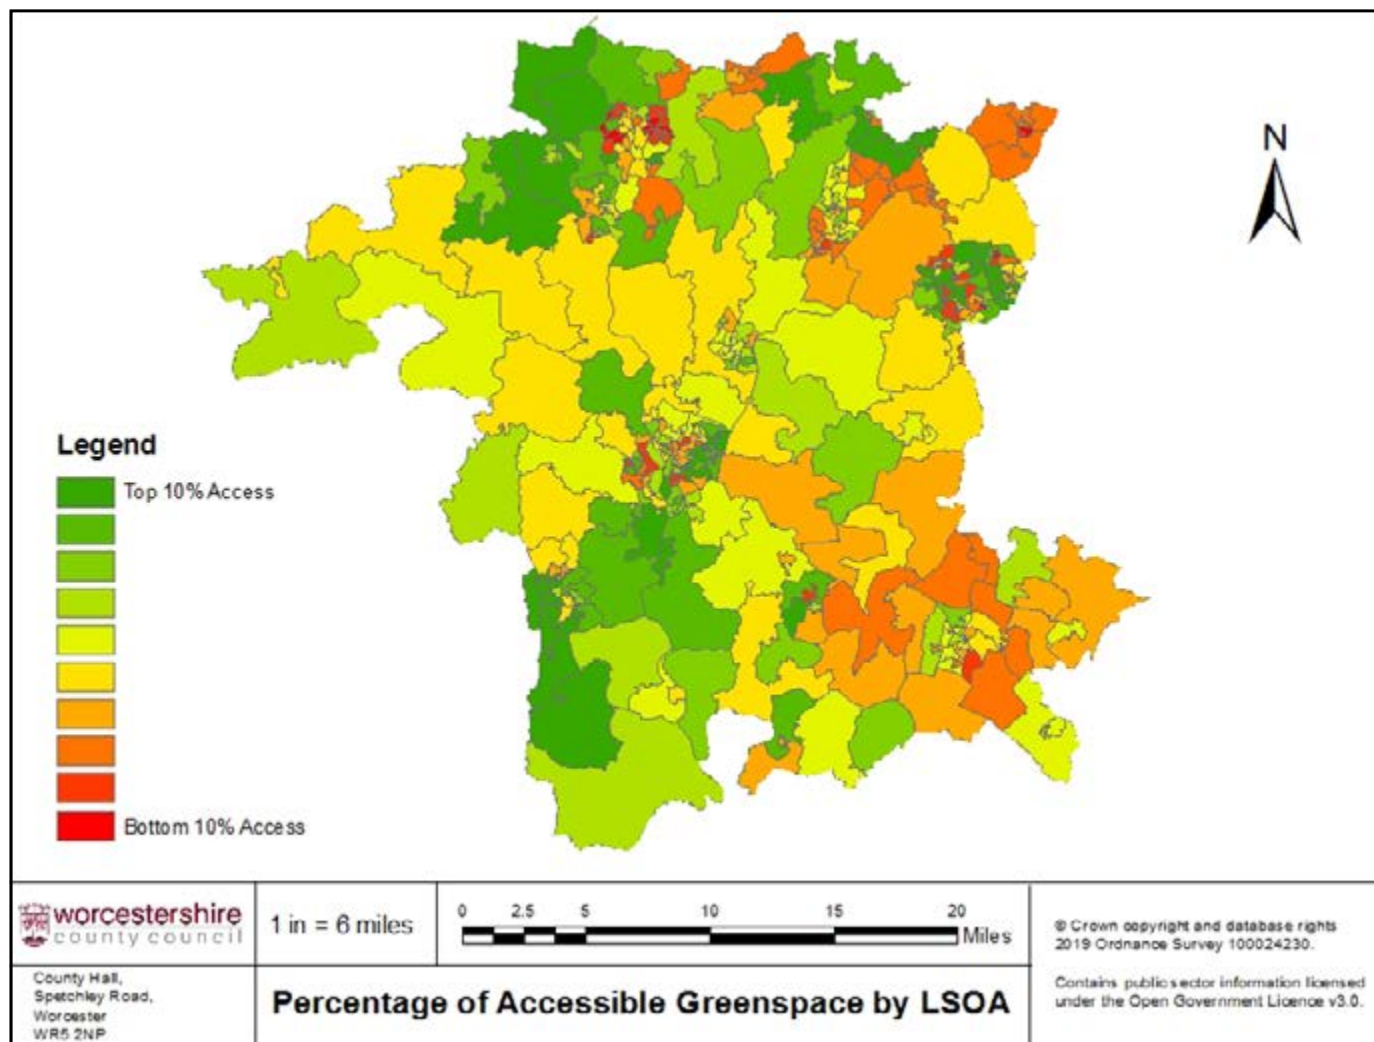 N
Legend
Top 10% Access
Bottom 10% Access
worcestershire
county council
1 in = 6 miles
0 2.5 5 10 15 20
Miles
© Crown copyright and database rights
2019 Ordnance Survey 100024230.
Contains public sector information licensed
under the Open Government Licence v3.0.
County Hall,
Spetchley Road,
Worcester
WR5 2NP
Percentage of Accessible Greenspace by LSOA